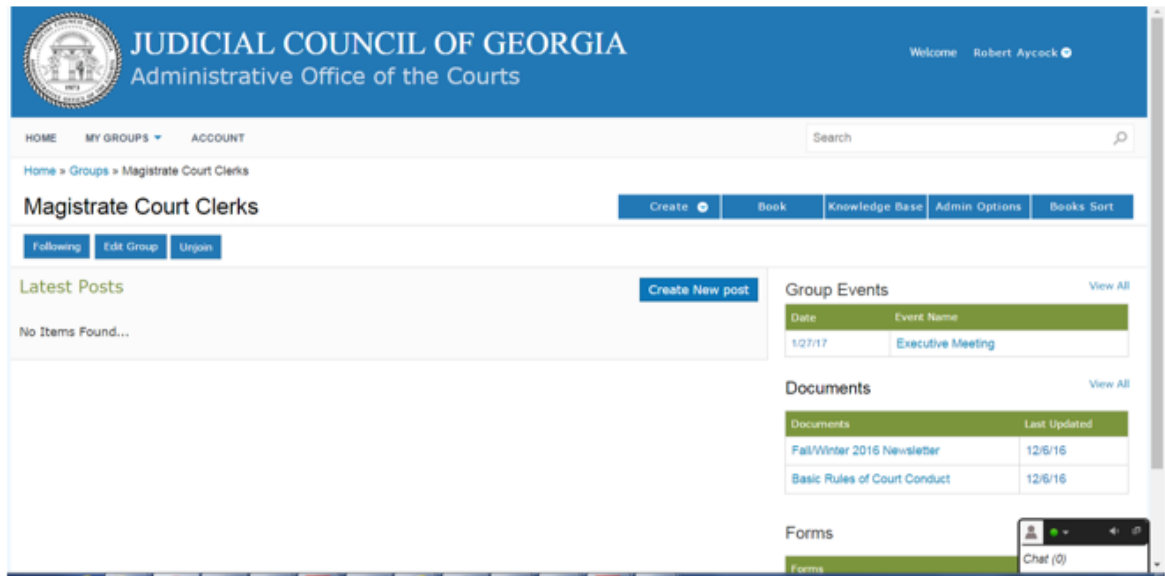 JUDICIAL COUNCIL OF GEORGIA
Administrative Office of the Courts
Welcome Robert Aycock
HOME MY GROUPS ACCOUNT
Search
Home » Groups » Magistrate Court Clerks
Magistrate Court Clerks
Create Book Knowledge Base Admin Options Books Sort
Following Edit Group Unjoin
Latest Posts
Create New post
No Items Found...
Group Events View All
Date Event Name
1/27/17 Executive Meeting
Documents View All
Documents Last Updated
Fall/Winter 2016 Newsletter 12/6/16
Basic Rules of Court Conduct 12/6/16
Forms
Forms
Chat (0)